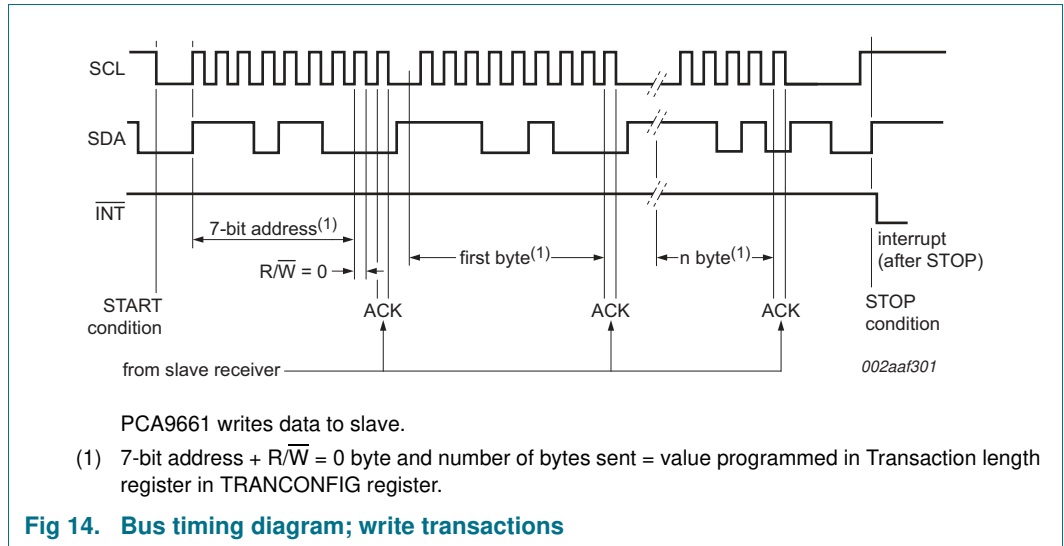 SCL
SDA
INT
7-bit address(1)
R/W = 0
first byte(1)
n byte(1)
interrupt
(after STOP)
START
condition
ACK
ACK
ACK
STOP
condition
from slave receiver
002aaf301
PCA9661 writes data to slave.
(1) 7-bit address + R/W = 0 byte and number of bytes sent = value programmed in Transaction length
register in TRANCONFIG register.
Fig 14. Bus timing diagram; write transactions